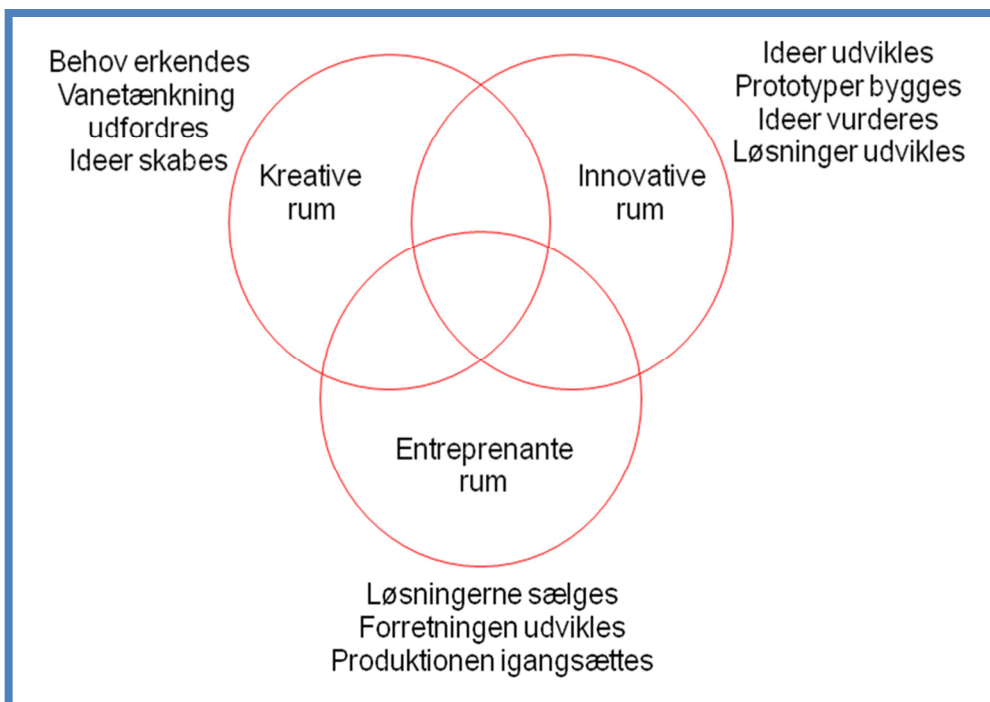 Behov erkendes
Vanetænkning
udfordres
Ideer skabes
Ideer udvikles
Prototyper bygges
Ideer vurderes
Løsninger udvikles
Kreative
rum
Innovative
rum
Entreprenante
rum
Løsningerne sælges
Forretningen udvikles
Produktionen igangsættes